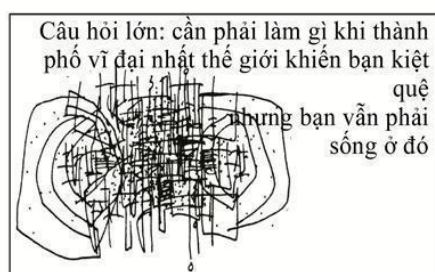 Câu hỏi lớn: cần phải làm gì khi thành
phố vĩ đại nhất thế giới khiến bạn kiệt
quệ
nhưng bạn vẫn phải
sống ở đó